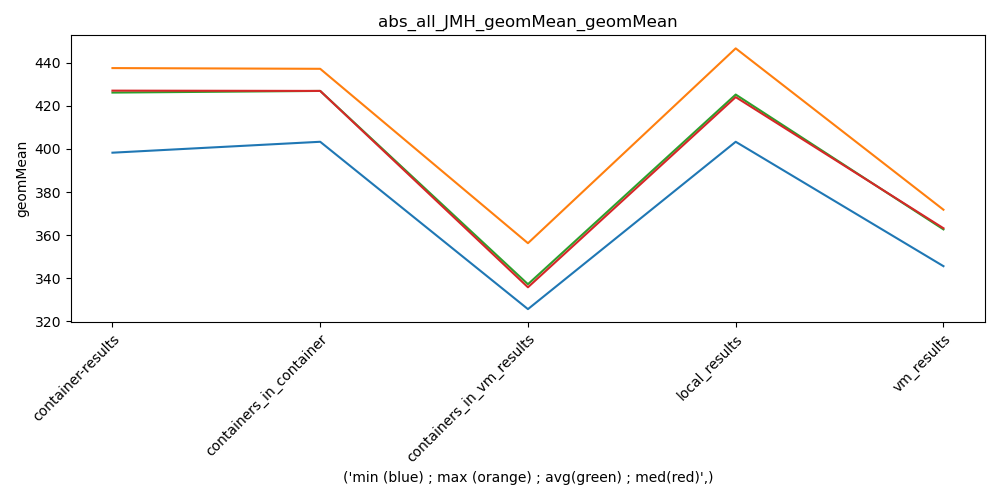 abs_all_JMH_geomMean_geomMean
geomMean
440
420
400
380
360
340
320
container-results
containers_in_container
containers_in_vm_results
local_results
vm_results
('min (blue) ; max (orange) ; avg(green) ; med(red)',)